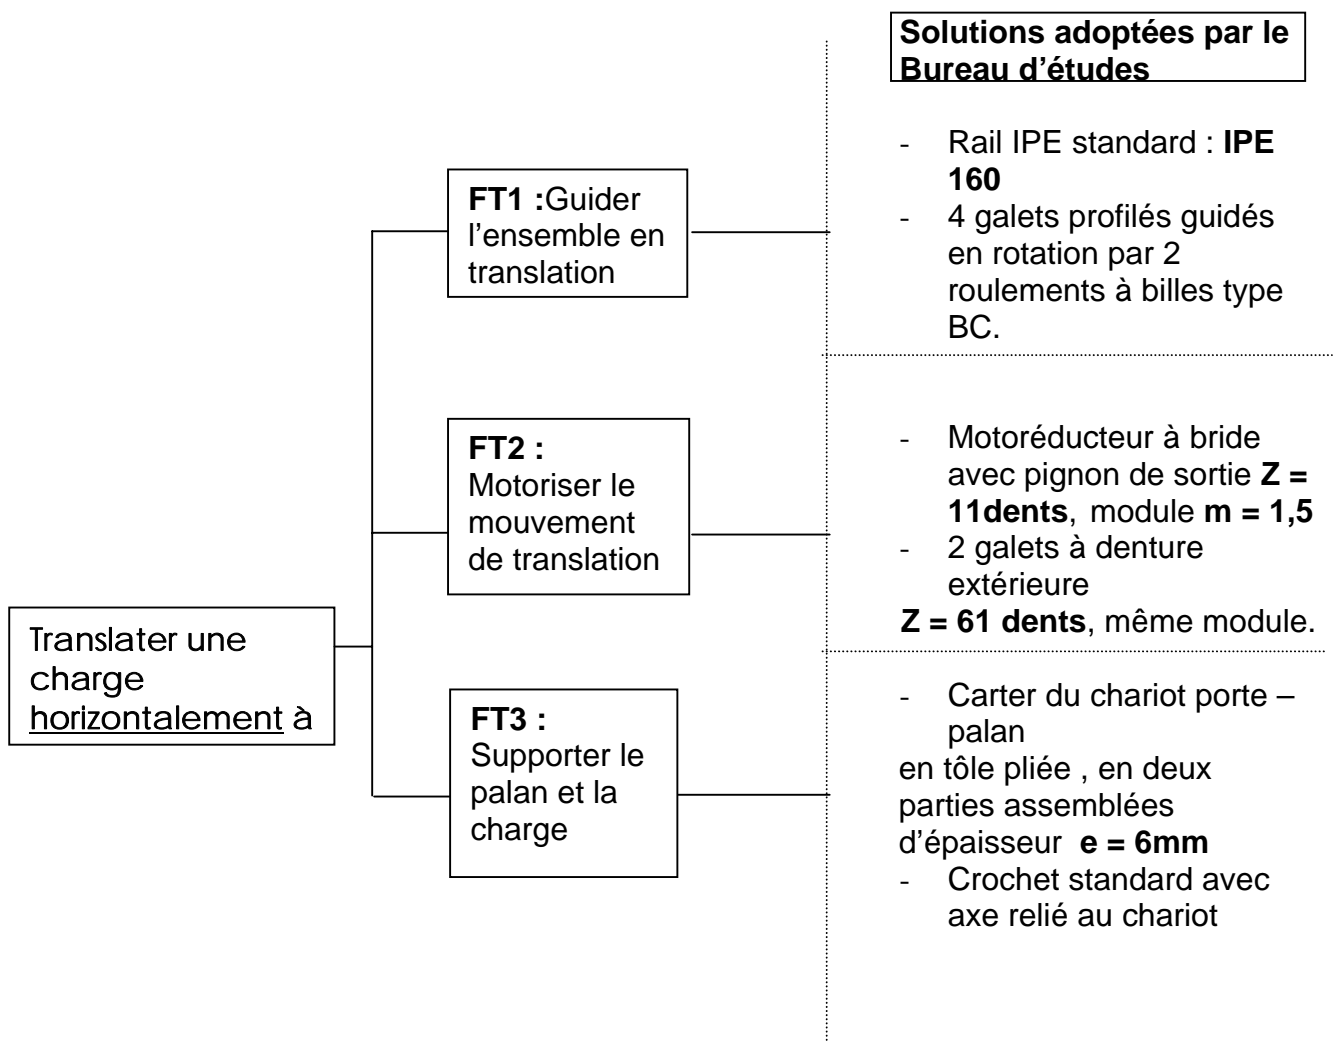 Solutions adoptées par le
Bureau d'études
- Rail IPE standard : IPE
160
- 4 galets profilés guidés
en rotation par 2
roulements à billes type
BC.
FT1 :Guider
l'ensemble en
translation
FT2 :
Motoriser le
mouvement
de translation
- Motoréducteur à bride
avec pignon de sortie Z =
11dents, module m = 1,5
- 2 galets à denture
extérieure
Z = 61 dents, même module.
Translater une
charge
horizontalement à
FT3 :
Supporter le
palan et la
charge
- Carter du chariot porte –
palan
en tôle pliée , en deux
parties assemblées
d'épaisseur e = 6mm
- Crochet standard avec
axe relié au chariot